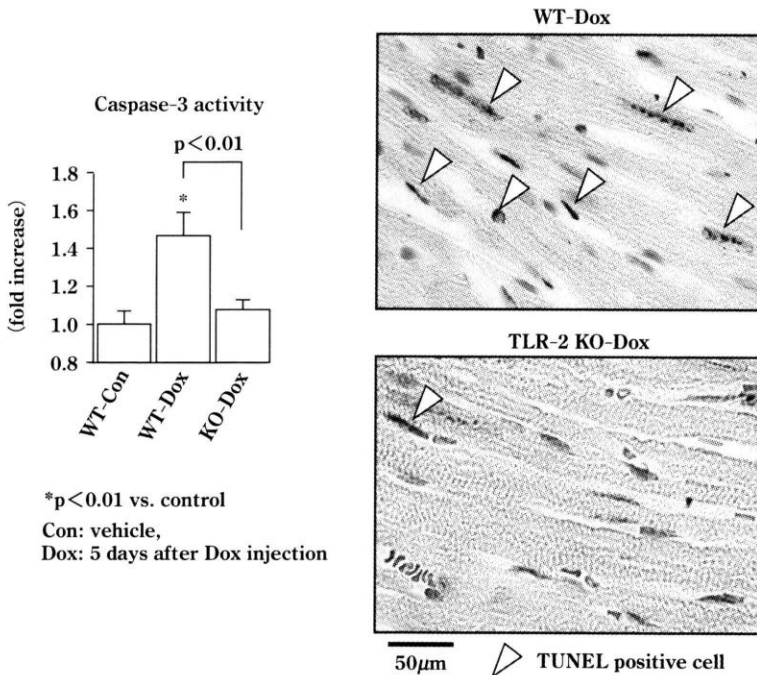 Caspase-3 activity
p<0.01
*
(fold increase)
1.8
1.6
1.4
1.2
1.0
0.8
WT-Con
WT-Dox
KO-Dox
*p<0.01 vs. control
Con: vehicle,
Dox: 5 days after Dox injection
WT-Dox
TLR-2 KO-Dox
50μm
TUNEL positive cell